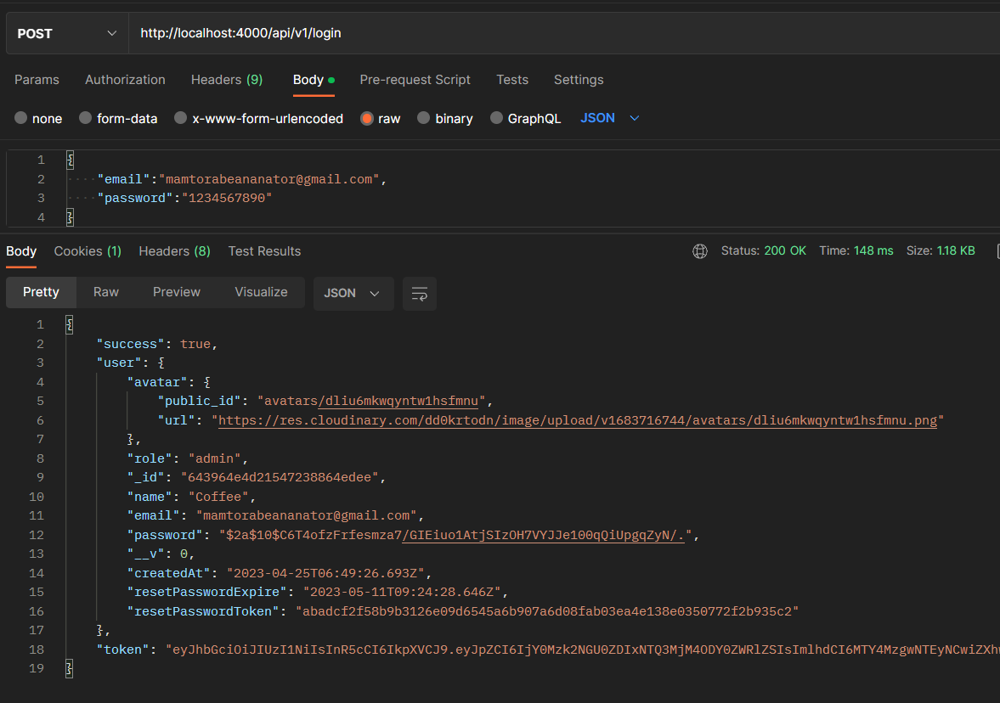 POST http://localhost:4000/api/v1/login
Params Authorization Headers (9) Body Pre-request Script Tests Settings
none form-data x-www-form-urlencoded raw binary GraphQL JSON
1 {
2 ····"email":"mamtorabeananator@gmail.com",
3 ····"password":"1234567890"
4 }
Body Cookies (1) Headers (8) Test Results Status: 200 OK Time: 148 ms Size: 1.18 KB
Pretty Raw Preview Visualize JSON
1 {
2 "success": true,
3 "user": {
4 "avatar": {
5 "public_id": "avatars/dliu6mkwqyntw1hsfmnu",
6 "url": "https://res.cloudinary.com/dd0krtodn/image/upload/v1683716744/avatars/dliu6mkwqyntw1hsfmnu.png"
7 },
8 "role": "admin",
9 "_id": "643964e4d21547238864edee",
10 "name": "Coffee",
11 "email": "mamtorabeananator@gmail.com",
12 "password": "$2a$10$C6T4ofzFrfesmza7/GIEiuo1AtjSIzOH7VYJJe100qQiUpgqZyN/.",
13 "__v": 0,
14 "createdAt": "2023-04-25T06:49:26.693Z",
15 "resetPasswordExpire": "2023-05-11T09:24:28.646Z",
16 "resetPasswordToken": "abadcf2f58b9b3126e09d6545a6b907a6d08fab03ea4e138e0350772f2b935c2"
17 },
18 "token": "eyJhbGciOiJIUzI1NiIsInR5cCI6IkpXVCJ9.eyJpZCI6IjY0Mzk2NGU0ZDIxNTQ3MjM4ODY0ZWRlZSIsImlhdCI6MTY4MzgwNTEyNCwiZXh
19 }